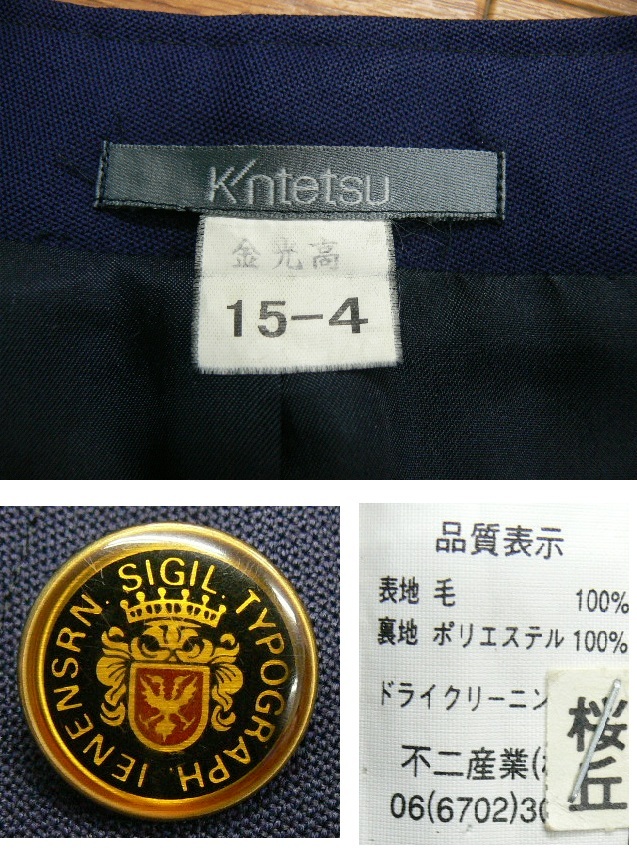 K'ntetsu
金光高
15-4
SIGIL. TYPOGRAPH. IENENSRN.
品質表示
表地 毛 100%
裏地 ポリエステル 100%
ドライクリーニン
不二産業(
06(6702)30
桜丘